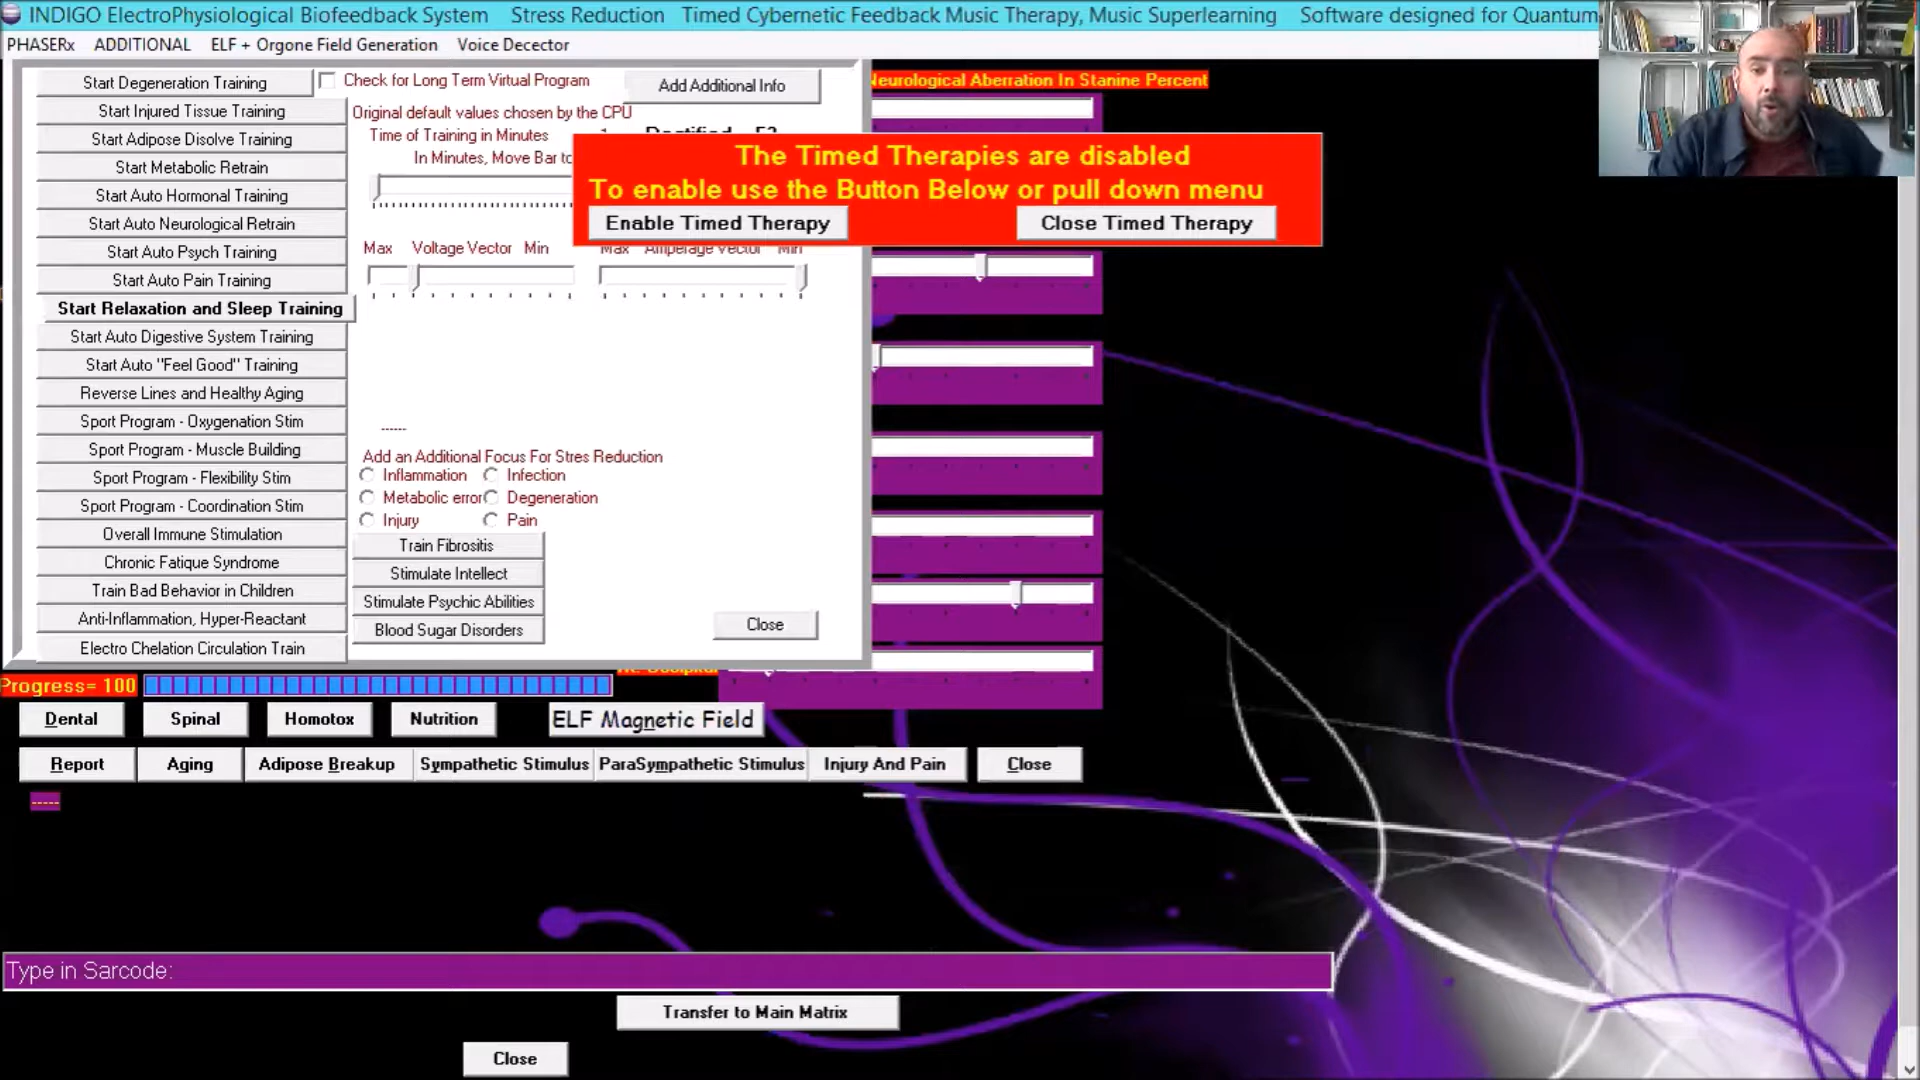 INDIGO ElectroPhysiological Biofeedback System   Stress Reduction   Timed Cybernetic Feedback Music Therapy, Music Superlearning   Software designed for Quantum
PHASERx   ADDITIONAL   ELF + Orgone Field Generation   Voice Decector
Start Degeneration Training
Check for Long Term Virtual Program
Add Additional Info
Neurological Aberration In Stanine Percent
Start Injured Tissue Training
Original default values chosen by the CPU
Start Adipose Disolve Training
Time of Training in Minutes
In Minutes, Move Bar to
The Timed Therapies are disabled
To enable use the Button Below or pull down menu
Enable Timed Therapy
Close Timed Therapy
Start Metabolic Retrain
Start Auto Hormonal Training
Start Auto Neurological Retrain
Start Auto Psych Training
Max   Voltage Vector   Min
Max   Amperage Vector   Min
Start Auto Pain Training
Start Relaxation and Sleep Training
Start Auto Digestive System Training
Start Auto "Feel Good" Training
Reverse Lines and Healthy Aging
Sport Program - Oxygenation Stim
Sport Program - Muscle Building
Sport Program - Flexibility Stim
Sport Program - Coordination Stim
Overall Immune Stimulation
Chronic Fatique Syndrome
Train Bad Behavior in Children
Anti-Inflammation, Hyper-Reactant
Electro Chelation Circulation Train
------
Add an Additional Focus For Stres Reduction
Inflammation   Infection
Metabolic error   Degeneration
Injury   Pain
Train Fibrositis
Stimulate Intellect
Stimulate Psychic Abilities
Blood Sugar Disorders
Close
Progress= 100
Dental   Spinal   Homotox   Nutrition   ELF Magnetic Field
Report   Aging   Adipose Breakup   Sympathetic Stimulus   ParaSympathetic Stimulus   Injury And Pain   Close
-----
Type in Sarcode:
Transfer to Main Matrix
Close